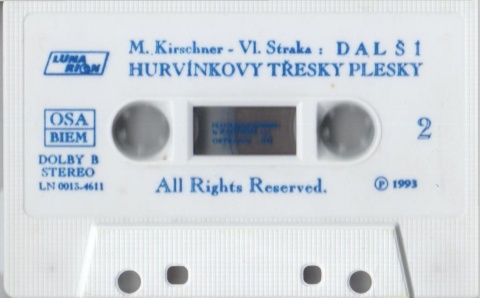 LUNA
RION
M. Kirschner - Vl. Straka : DALŠÍ
HURVÍNKOVY TŘESKY PLESKY
OSA
BIEM
2
DOLBY B
STEREO
LN 0013-4611
All Rights Reserved.
Ⓟ 1993